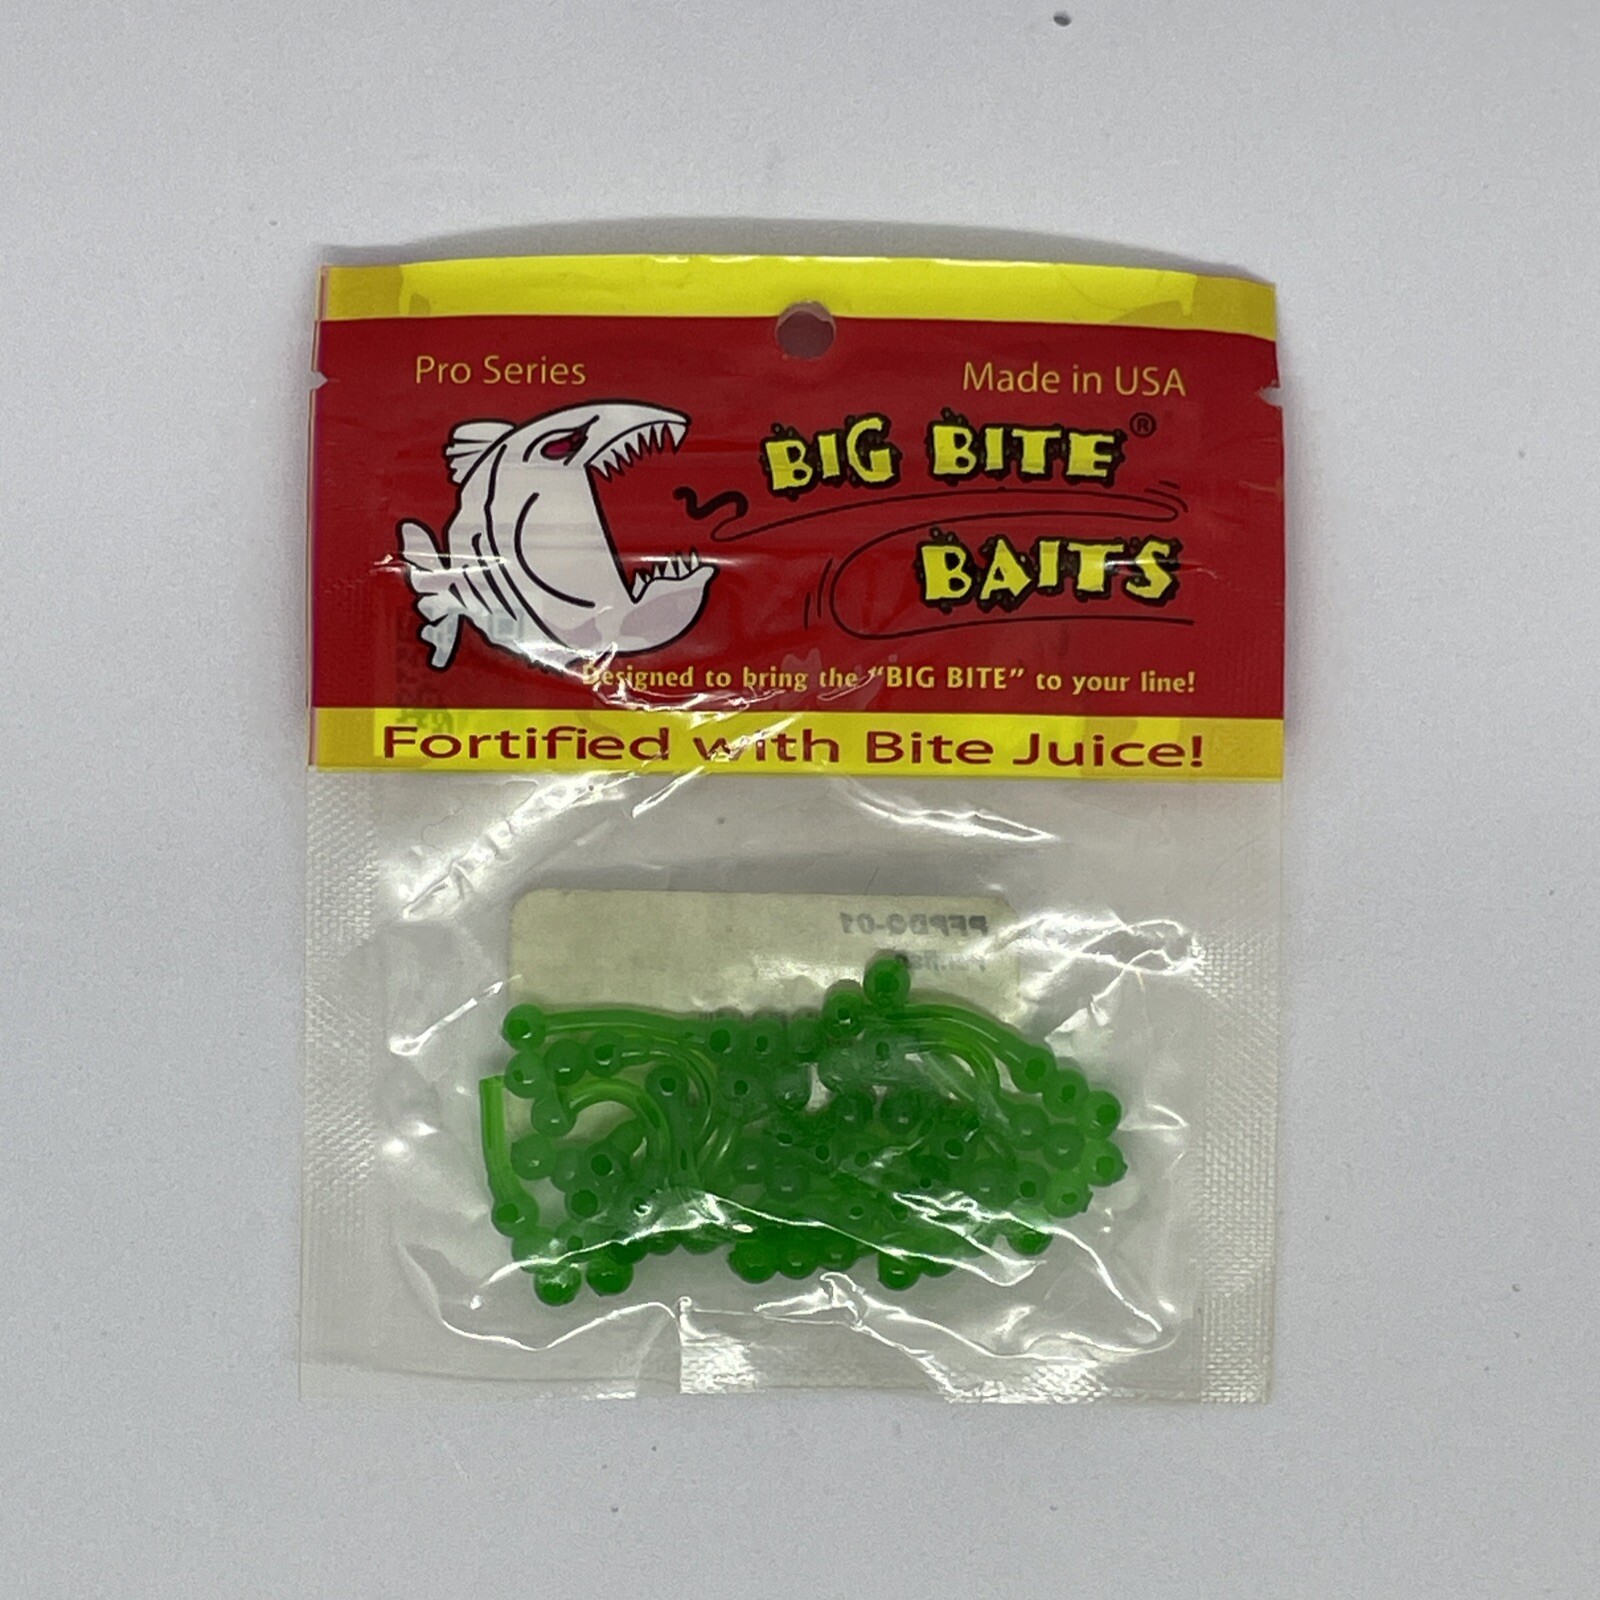 Pro Series
Made in USA
BIG BITE®
BAITS
Designed to bring the "BIG BITE" to your line!
Fortified with Bite Juice!